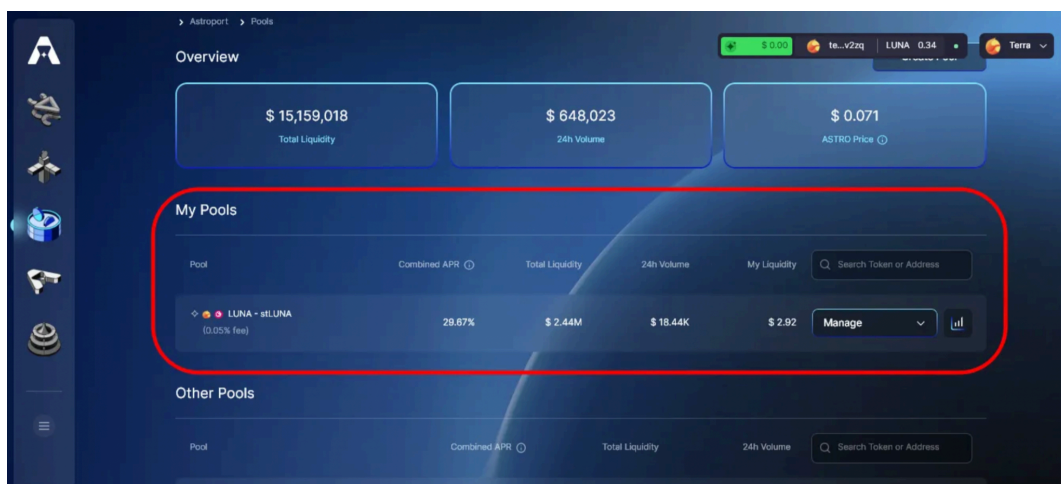 Astroport Pools
Overview
$ 0.00 te...v2zq LUNA 0.34 Terra
$ 15,159,018
Total Liquidity
$ 648,023
24h Volume
$ 0.071
ASTRO Price
My Pools
Pool Combined APR Total Liquidity 24h Volume My Liquidity Search Token or Address
LUNA - stLUNA 29.67% $ 2.44M $ 18.44K $ 2.92 Manage
(0.05% fee)
Other Pools
Pool Combined APR Total Liquidity 24h Volume Search Token or Address